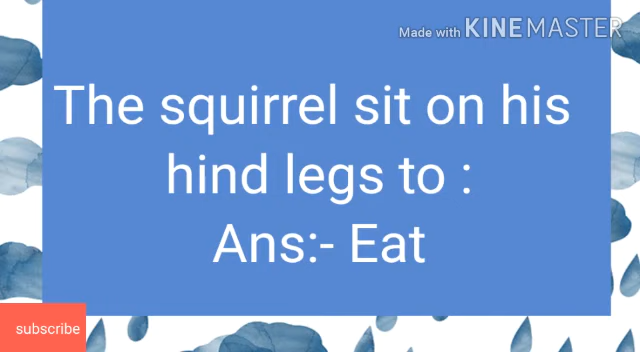 Made with KINEMASTER
The squirrel sit on his
hind legs to :
Ans:- Eat
subscribe